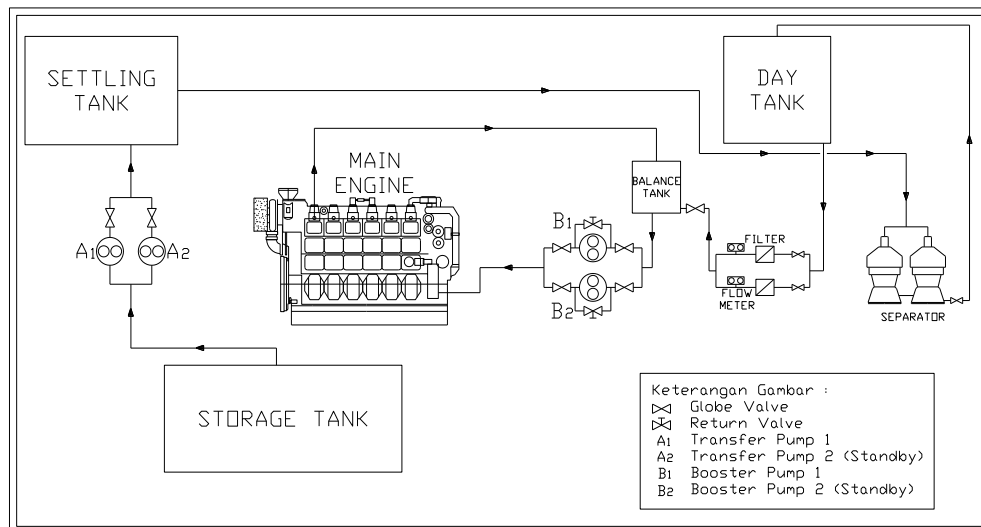 SETTLING
TANK
DAY
TANK
MAIN
ENGINE
BALANCE
TANK
A1
A2
B1
B2
FILTER
FLOW
METER
SEPARATOR
STORAGE TANK
Keterangan Gambar :
Globe Valve
Return Valve
A1 Transfer Pump 1
A2 Transfer Pump 2 (Standby)
B1 Booster Pump 1
B2 Booster Pump 2 (Standby)